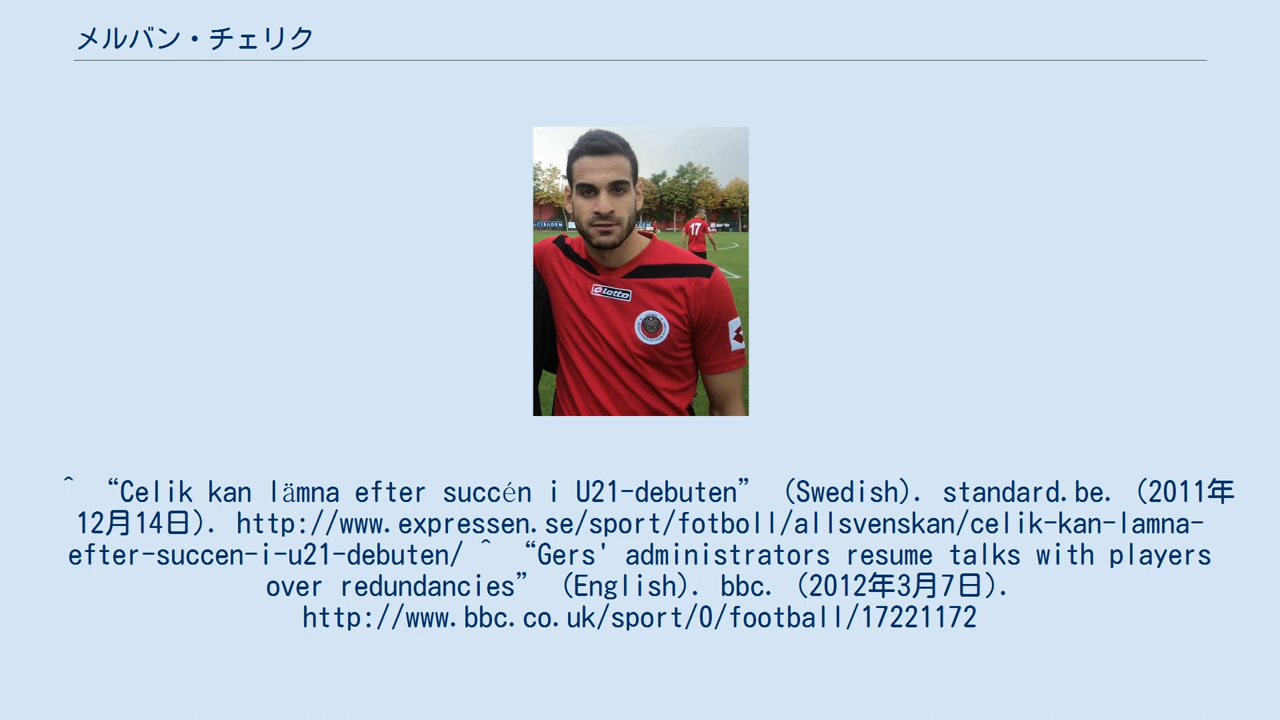 メルバン・チェリク
ACIBADEM
17
lotto
^ “Celik kan lämna efter succén i U21-debuten” (Swedish). standard.be. (2011年
12月14日). http://www.expressen.se/sport/fotboll/allsvenskan/celik-kan-lamna-
efter-succen-i-u21-debuten/ ^ “Gers' administrators resume talks with players
over redundancies” (English). bbc. (2012年3月7日).
http://www.bbc.co.uk/sport/0/football/17221172